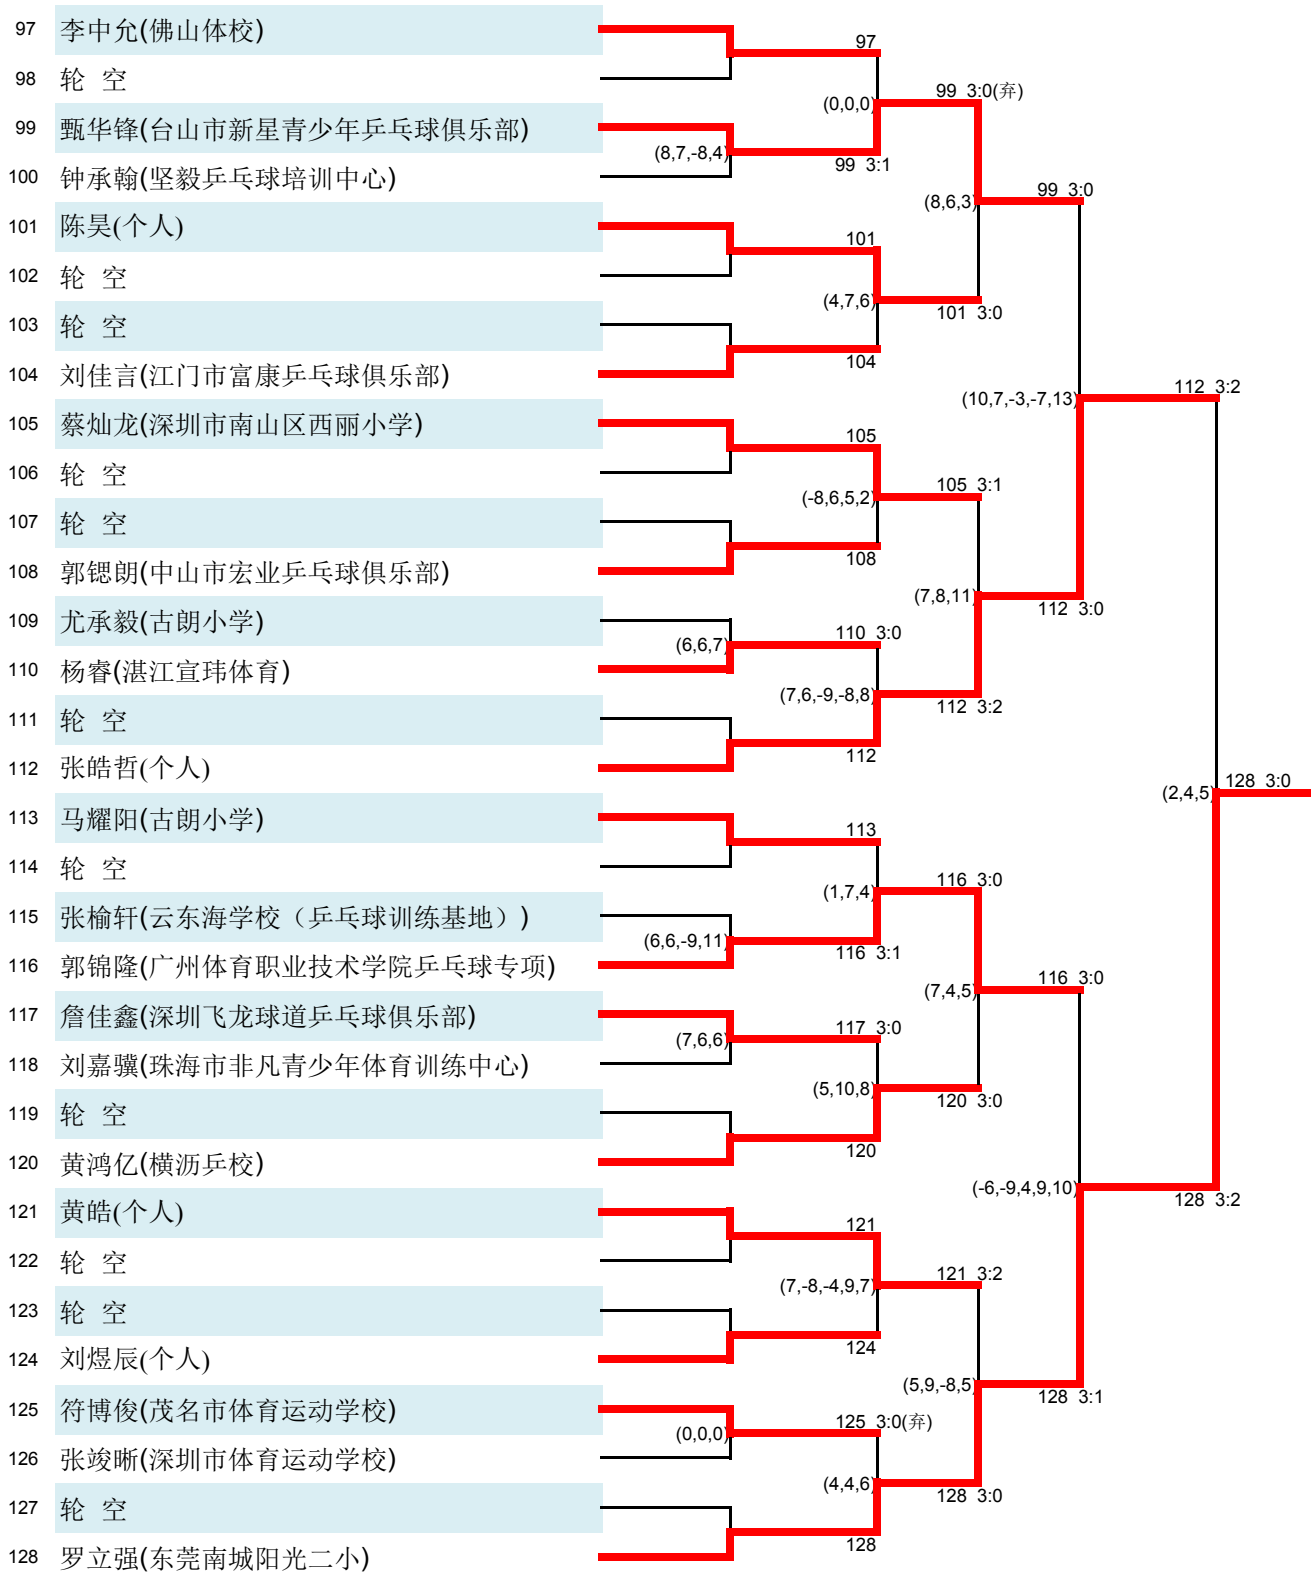 97 李中允(佛山体校)
97
98 轮 空
(0,0,0)
99 3:0(弃)
99 甄华锋(台山市新星青少年乒乓球俱乐部)
(8,7,-8,4)
99 3:1
100 钟承翰(坚毅乒乓球培训中心)
(8,6,3)
99 3:0
101 陈昊(个人)
101
102 轮 空
(4,7,6)
101 3:0
103 轮 空
104
104 刘佳言(江门市富康乒乓球俱乐部)
(10,7,-3,-7,13)
112 3:2
105 蔡灿龙(深圳市南山区西丽小学)
105
106 轮 空
(-8,6,5,2)
105 3:1
107 轮 空
108
108 郭锶朗(中山市宏业乒乓球俱乐部)
(7,8,11)
112 3:0
109 尤承毅(古朗小学)
(6,6,7)
110 3:0
110 杨睿(湛江宣玮体育)
(7,6,-9,-8,8)
112 3:2
111 轮 空
112
112 张皓哲(个人)
(2,4,5)
128 3:0
113 马耀阳(古朗小学)
113
114 轮 空
(1,7,4)
116 3:0
115 张榆轩(云东海学校（乒乓球训练基地）)
(6,6,-9,11)
116 3:1
116 郭锦隆(广州体育职业技术学院乒乓球专项)
(7,4,5)
116 3:0
117 詹佳鑫(深圳飞龙球道乒乓球俱乐部)
(7,6,6)
117 3:0
118 刘嘉骥(珠海市非凡青少年体育训练中心)
(5,10,8)
120 3:0
119 轮 空
120
120 黄鸿亿(横沥乒校)
(-6,-9,4,9,10)
128 3:2
121 黄皓(个人)
121
122 轮 空
(7,-8,-4,9,7)
121 3:2
123 轮 空
124
124 刘煜辰(个人)
(5,9,-8,5)
128 3:1
125 符博俊(茂名市体育运动学校)
(0,0,0)
125 3:0(弃)
126 张竣晰(深圳市体育运动学校)
(4,4,6)
128 3:0
127 轮 空
128
128 罗立强(东莞南城阳光二小)